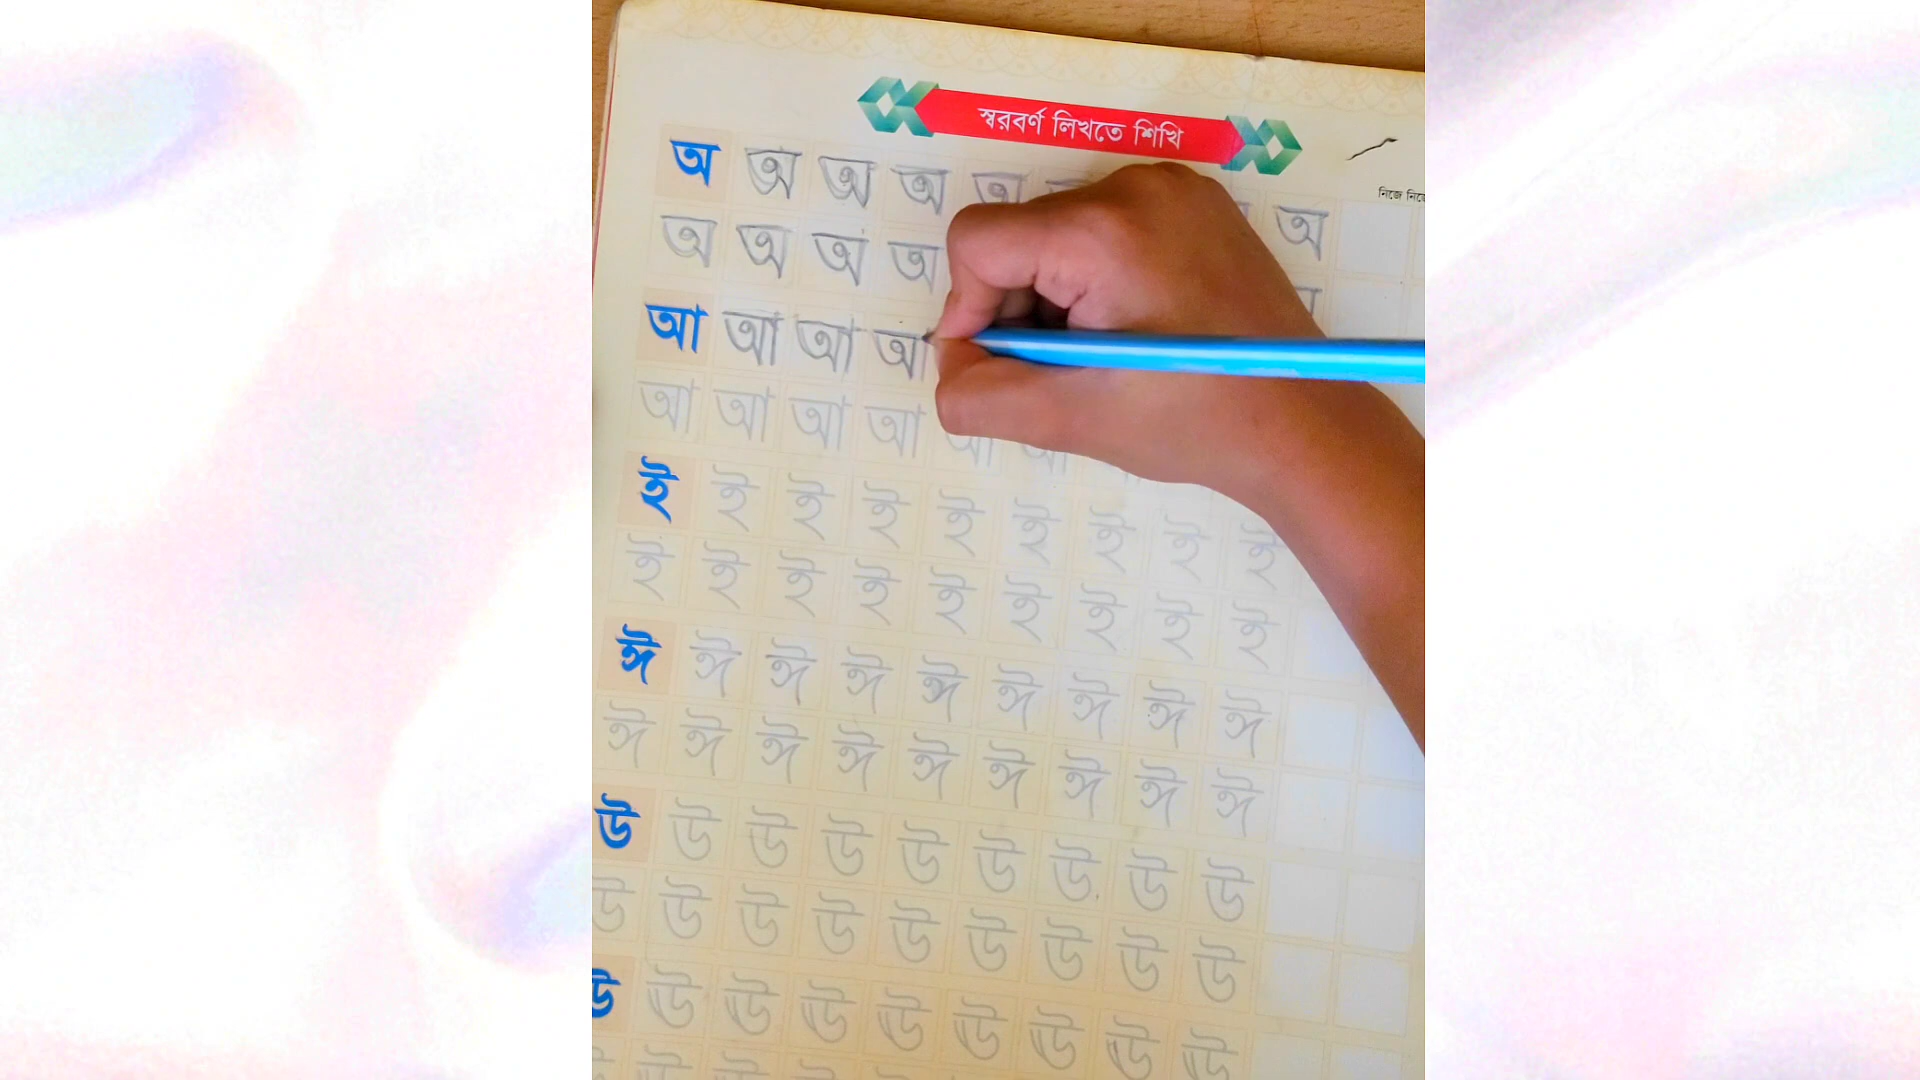 স্বরবর্ণ লিখতে শিখি
নিজে
অ অ অ অ অ অ
অ অ অ অ
আ আ আ আ
আ আ আ আ আ আ
ই ই ই ই ই ই ই ই ই
ই ই ই ই ই ই ই ই ই
ঈ ঈ ঈ ঈ ঈ ঈ ঈ ঈ ঈ
ঈ ঈ ঈ ঈ ঈ ঈ ঈ ঈ ঈ
উ উ উ উ উ উ উ উ উ
উ উ উ উ উ উ উ উ উ
ঊ ঊ ঊ ঊ ঊ ঊ ঊ ঊ